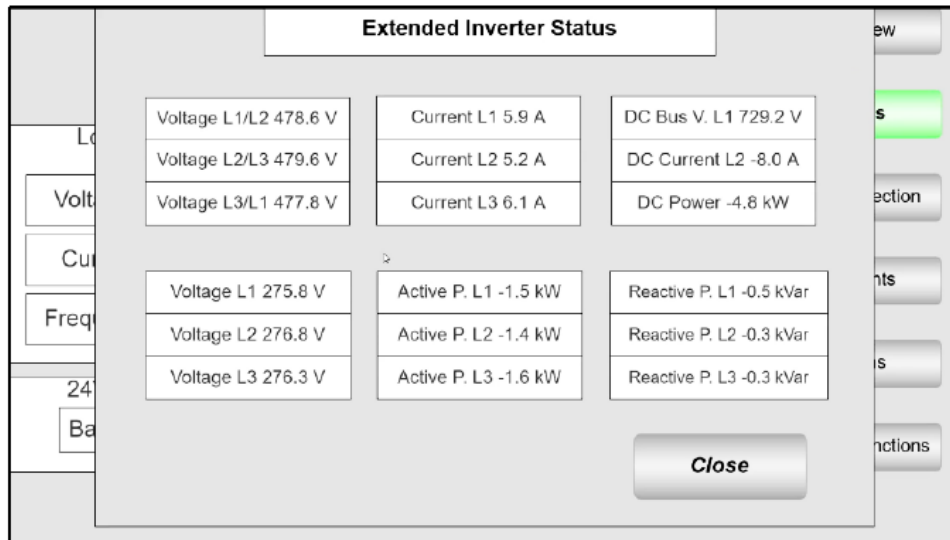 Extended Inverter Status
Voltage L1/L2 478.6 V
Voltage L2/L3 479.6 V
Voltage L3/L1 477.8 V
Current L1 5.9 A
Current L2 5.2 A
Current L3 6.1 A
DC Bus V. L1 729.2 V
DC Current L2 -8.0 A
DC Power -4.8 kW
Voltage L1 275.8 V
Voltage L2 276.8 V
Voltage L3 276.3 V
Active P. L1 -1.5 kW
Active P. L2 -1.4 kW
Active P. L3 -1.6 kW
Reactive P. L1 -0.5 kVar
Reactive P. L2 -0.3 kVar
Reactive P. L3 -0.3 kVar
Close